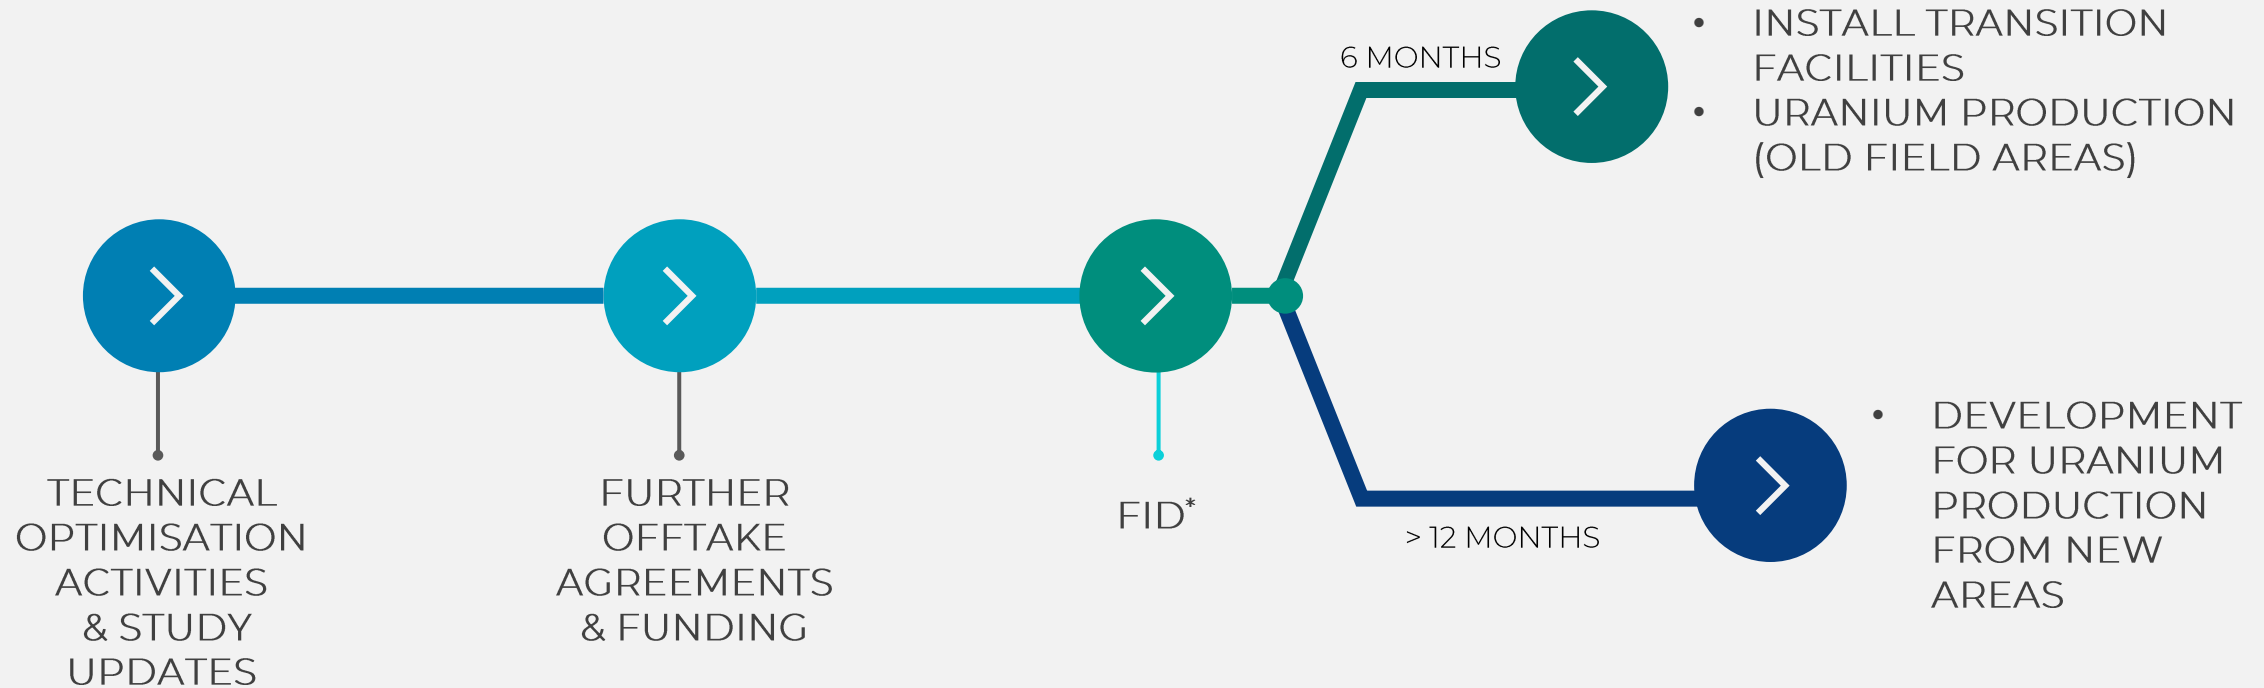 TECHNICAL
OPTIMISATION
ACTIVITIES
& STUDY
UPDATES
FURTHER
OFFTAKE
AGREEMENTS
& FUNDING
FID*
6 MONTHS
• INSTALL TRANSITION
FACILITIES
• URANIUM PRODUCTION
(OLD FIELD AREAS)
> 12 MONTHS
• DEVELOPMENT
FOR URANIUM
PRODUCTION
FROM NEW
AREAS